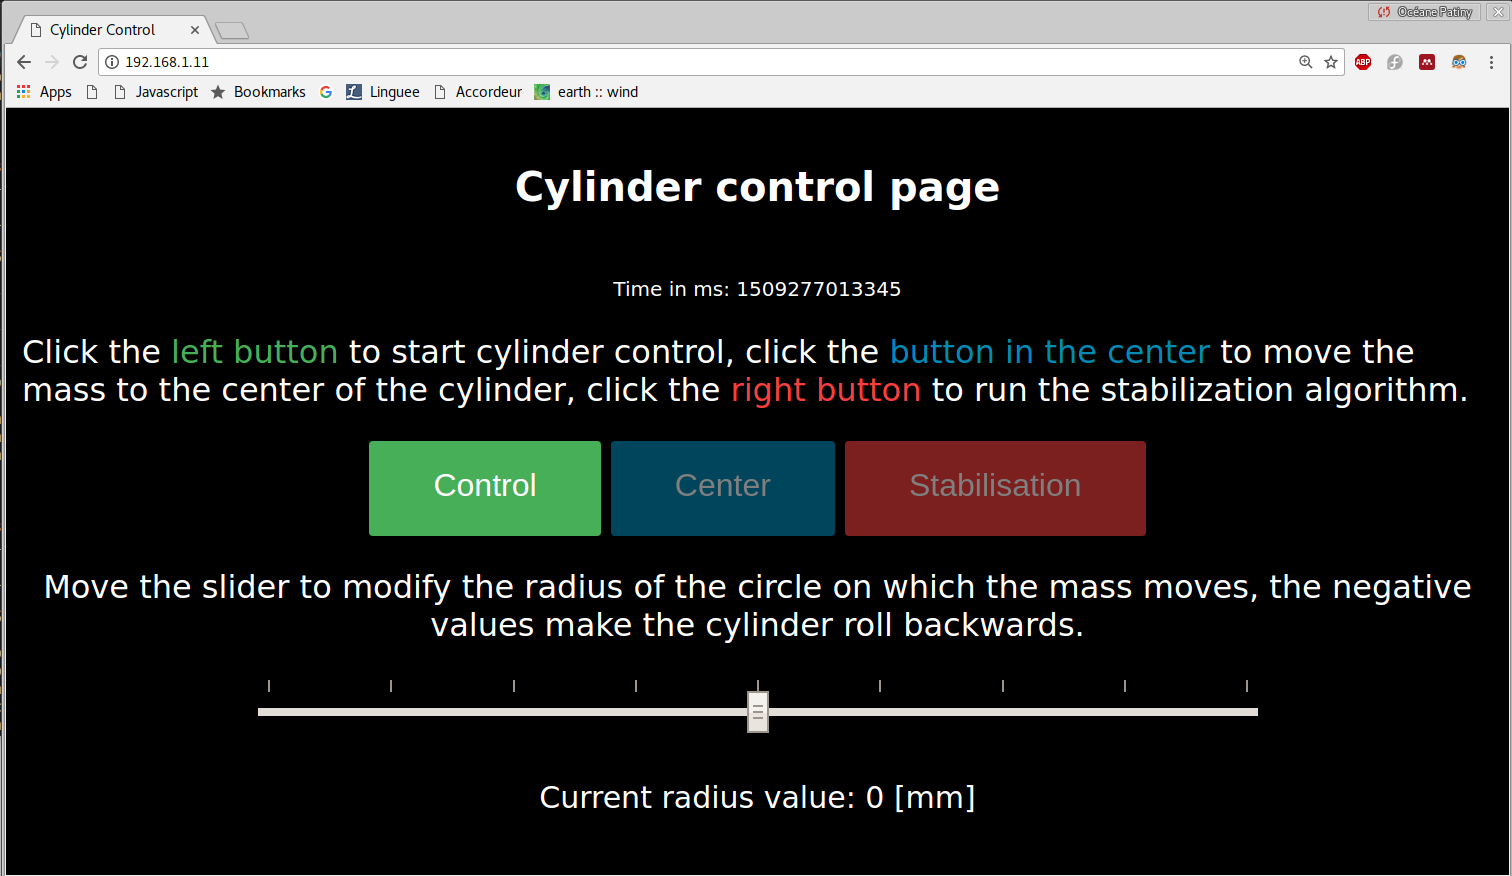 Océane Patiny
Cylinder Control
192.168.1.11
ABP
Apps Javascript Bookmarks Linguee Accordeur earth :: wind
Cylinder control page
Time in ms: 1509277013345
Click the left button to start cylinder control, click the button in the center to move the
mass to the center of the cylinder, click the right button to run the stabilization algorithm.
Control Center Stabilisation
Move the slider to modify the radius of the circle on which the mass moves, the negative
values make the cylinder roll backwards.
Current radius value: 0 [mm]